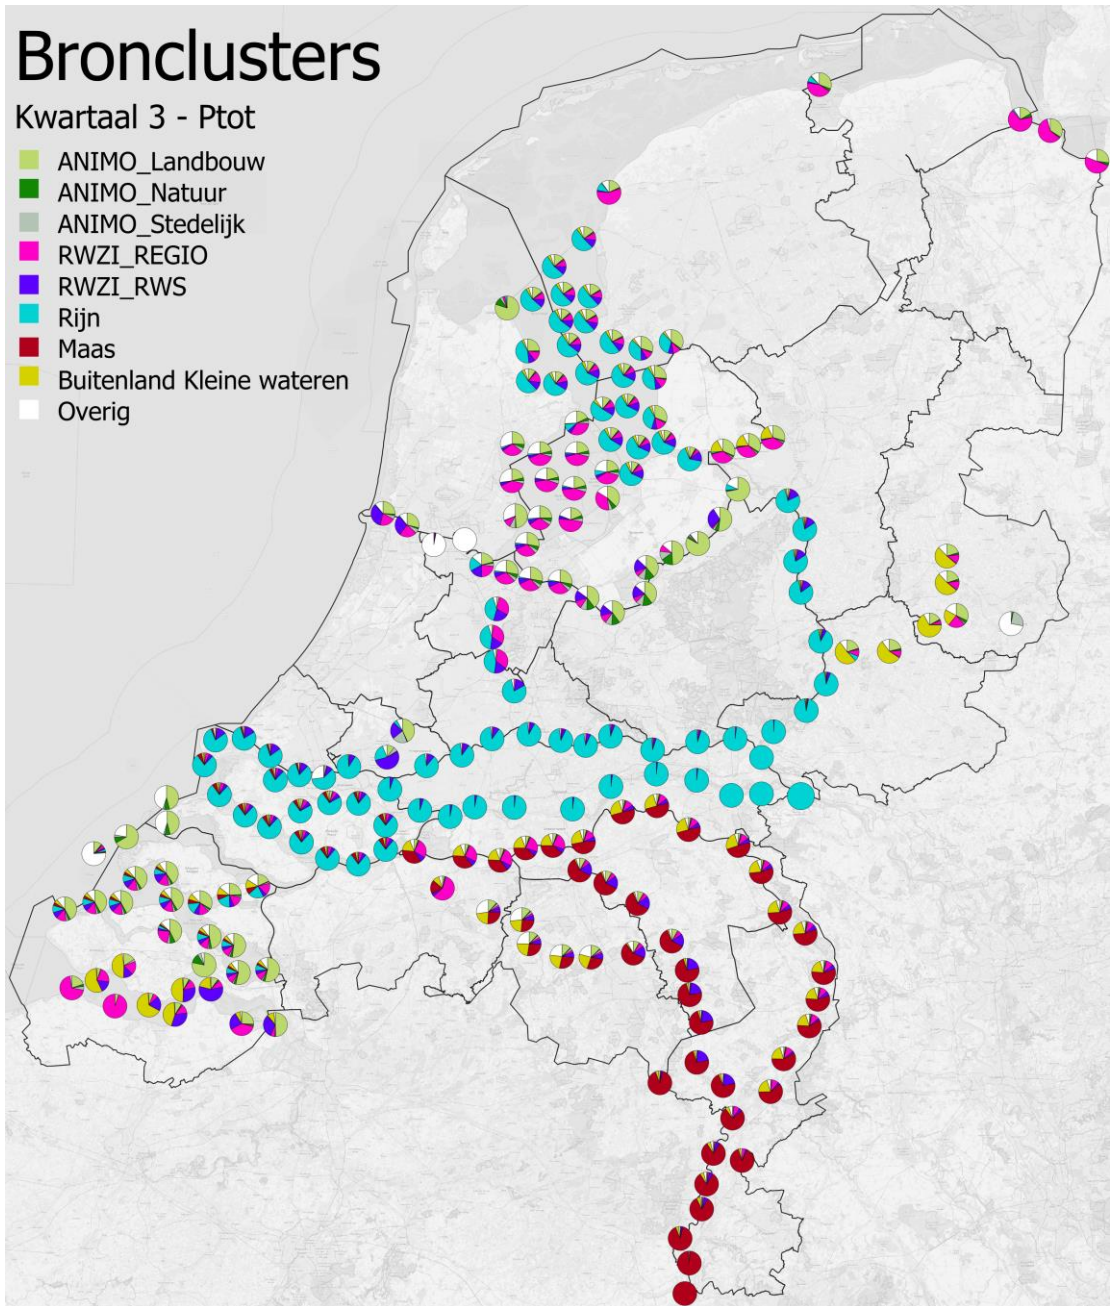 Bronclusters
Kwartaal 3 - Ptot
ANIMO_Landbouw
ANIMO_Natuur
ANIMO_Stedelijk
RWZI_REGIO
RWZI_RWS
Rijn
Maas
Buitenland Kleine wateren
Overig